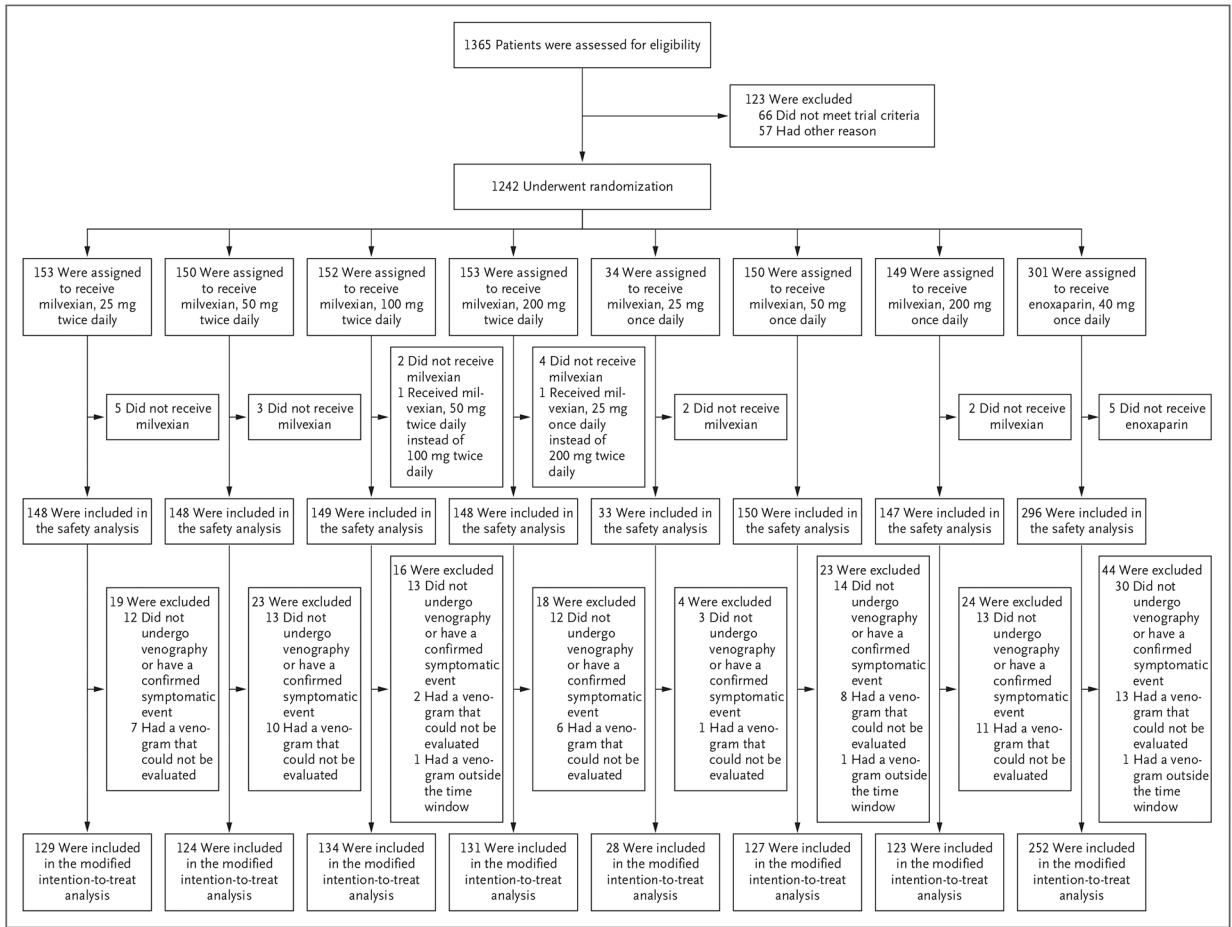 1365 Patients were assessed for eligibility
123 Were excluded
66 Did not meet trial criteria
57 Had other reason
1242 Underwent randomization
153 Were assigned
to receive
milvexian, 25 mg
twice daily
150 Were assigned
to receive
milvexian, 50 mg
twice daily
152 Were assigned
to receive
milvexian, 100 mg
twice daily
153 Were assigned
to receive
milvexian, 200 mg
twice daily
34 Were assigned
to receive
milvexian, 25 mg
once daily
150 Were assigned
to receive
milvexian, 50 mg
once daily
149 Were assigned
to receive
milvexian, 200 mg
once daily
301 Were assigned
to receive
enoxaparin, 40 mg
once daily
5 Did not receive
milvexian
3 Did not receive
milvexian
2 Did not receive
milvexian
1 Received mil-
vexian, 50 mg
twice daily
instead of
100 mg twice
daily
4 Did not receive
milvexian
1 Received mil-
vexian, 25 mg
once daily
instead of
200 mg twice
daily
2 Did not receive
milvexian
2 Did not receive
milvexian
5 Did not receive
enoxaparin
148 Were included in
the safety analysis
148 Were included in
the safety analysis
149 Were included in
the safety analysis
148 Were included in
the safety analysis
33 Were included in
the safety analysis
150 Were included in
the safety analysis
147 Were included in
the safety analysis
296 Were included in
the safety analysis
19 Were excluded
12 Did not
undergo
venography
or have a
confirmed
symptomatic
event
7 Had a veno-
gram that
could not be
evaluated
23 Were excluded
13 Did not
undergo
venography
or have a
confirmed
symptomatic
event
10 Had a veno-
gram that
could not be
evaluated
16 Were excluded
13 Did not
undergo
venography
or have a
confirmed
symptomatic
event
2 Had a veno-
gram that
could not be
evaluated
1 Had a veno-
gram outside
the time
window
18 Were excluded
12 Did not
undergo
venography
or have a
confirmed
symptomatic
event
6 Had a veno-
gram that
could not be
evaluated
4 Were excluded
3 Did not
undergo
venography
or have a
confirmed
symptomatic
event
1 Had a veno-
gram that
could not be
evaluated
23 Were excluded
14 Did not
undergo
venography
or have a
confirmed
symptomatic
event
8 Had a veno-
gram that
could not be
evaluated
1 Had a veno-
gram outside
the time
window
24 Were excluded
13 Did not
undergo
venography
or have a
confirmed
symptomatic
event
11 Had a veno-
gram that
could not be
evaluated
44 Were excluded
30 Did not
undergo
venography
or have a
confirmed
symptomatic
event
13 Had a veno-
gram that
could not be
evaluated
1 Had a veno-
gram outside
the time
window
129 Were included
in the modified
intention-to-treat
analysis
124 Were included
in the modified
intention-to-treat
analysis
134 Were included
in the modified
intention-to-treat
analysis
131 Were included
in the modified
intention-to-treat
analysis
28 Were included
in the modified
intention-to-treat
analysis
127 Were included
in the modified
intention-to-treat
analysis
123 Were included
in the modified
intention-to-treat
analysis
252 Were included
in the modified
intention-to-treat
analysis